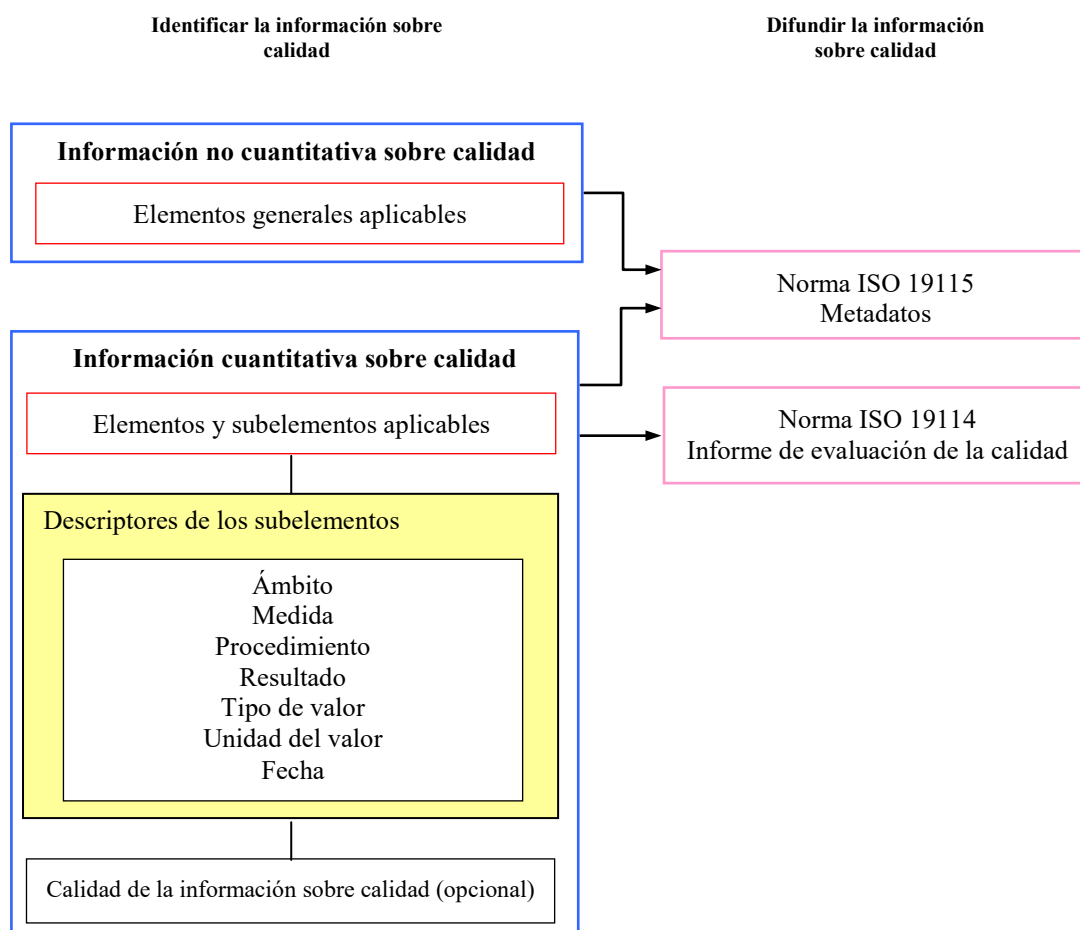 Identificar la información sobre
calidad
Difundir la información
sobre calidad
Información no cuantitativa sobre calidad
Elementos generales aplicables
Norma ISO 19115
Metadatos
Información cuantitativa sobre calidad
Elementos y subelementos aplicables
Norma ISO 19114
Informe de evaluación de la calidad
Descriptores de los subelementos
Ámbito
Medida
Procedimiento
Resultado
Tipo de valor
Unidad del valor
Fecha
Calidad de la información sobre calidad (opcional)